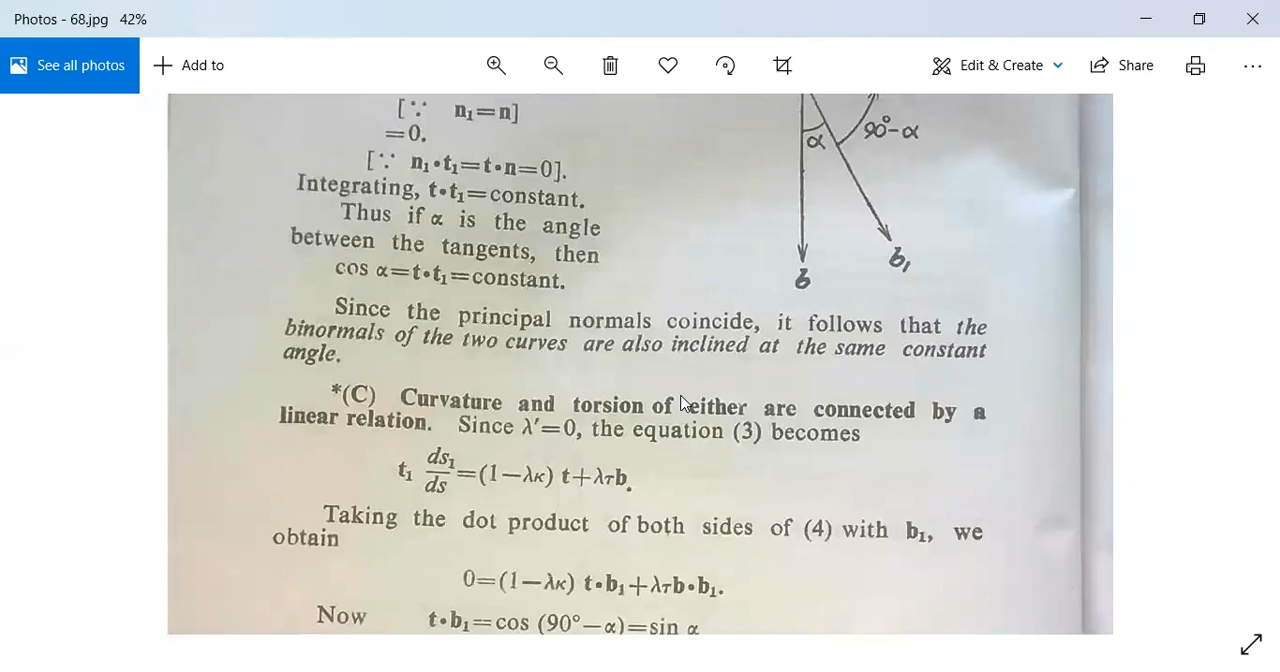 Photos - 68.jpg 42%
See all photos
Add to
Edit & Create
Share
[∵ n₁=n]
=0.
[∵ n₁•t₁=t•n=0].
Integrating, t•t₁=constant.
Thus if α is the angle
between the tangents, then
cos α=t•t₁=constant.
α
90°-α
b
b₁
Since the principal normals coincide, it follows that the
binormals of the two curves are also inclined at the same constant
angle.
*(C) Curvature and torsion of either are connected by a
linear relation. Since λ′=0, the equation (3) becomes
t₁ ds₁/ds=(1−λκ) t+λτb.
Taking the dot product of both sides of (4) with b₁, we
obtain
0=(1−λκ) t•b₁+λτb•b₁.
Now t•b₁=cos (90°−α)=sin α